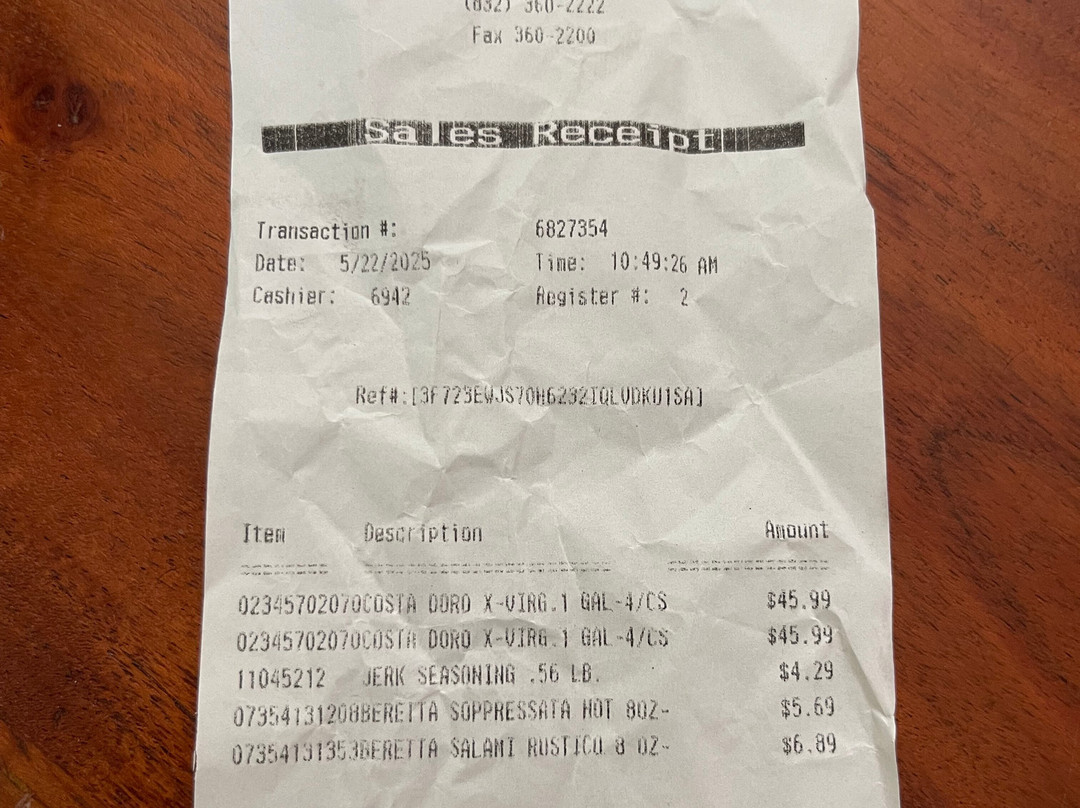 (832) 360-2222
Fax 360-2200
Sales Receipt
Transaction #: 6827354
Date: 5/22/2025 Time: 10:49:26 AM
Cashier: 6942 Register #: 2
Item Description Amount
02345702070COSTA DORO X-VIRG.1 GAL-4/CS $45.99
02345702070COSTA DORO X-VIRG.1 GAL-4/CS $45.99
11045212 JERK SEASONING .56 LB. $4.29
07354131208BERETTA SOPPRESSATA HOT 8OZ- $5.69
07354131353BERETTA SALAMI RUSTICO 8 OZ- $6.89